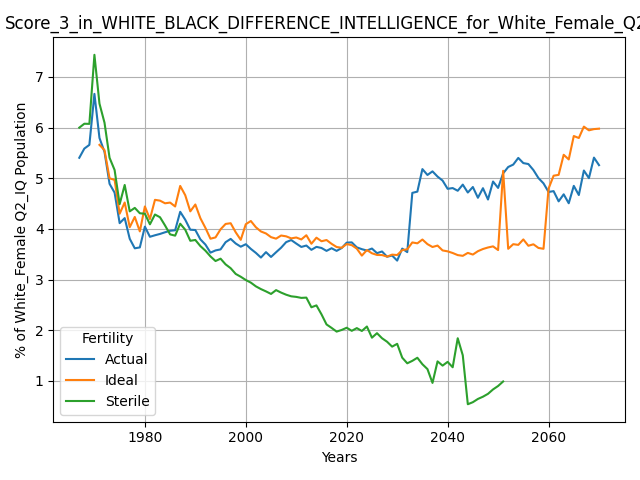 Score_3_in_WHITE_BLACK_DIFFERENCE_INTELLIGENCE_for_White_Female_Q2
% of White_Female Q2_IQ Population
7
6
5
4
3
2
1
Fertility
Actual
Ideal
Sterile
1980 2000 2020 2040 2060
Years